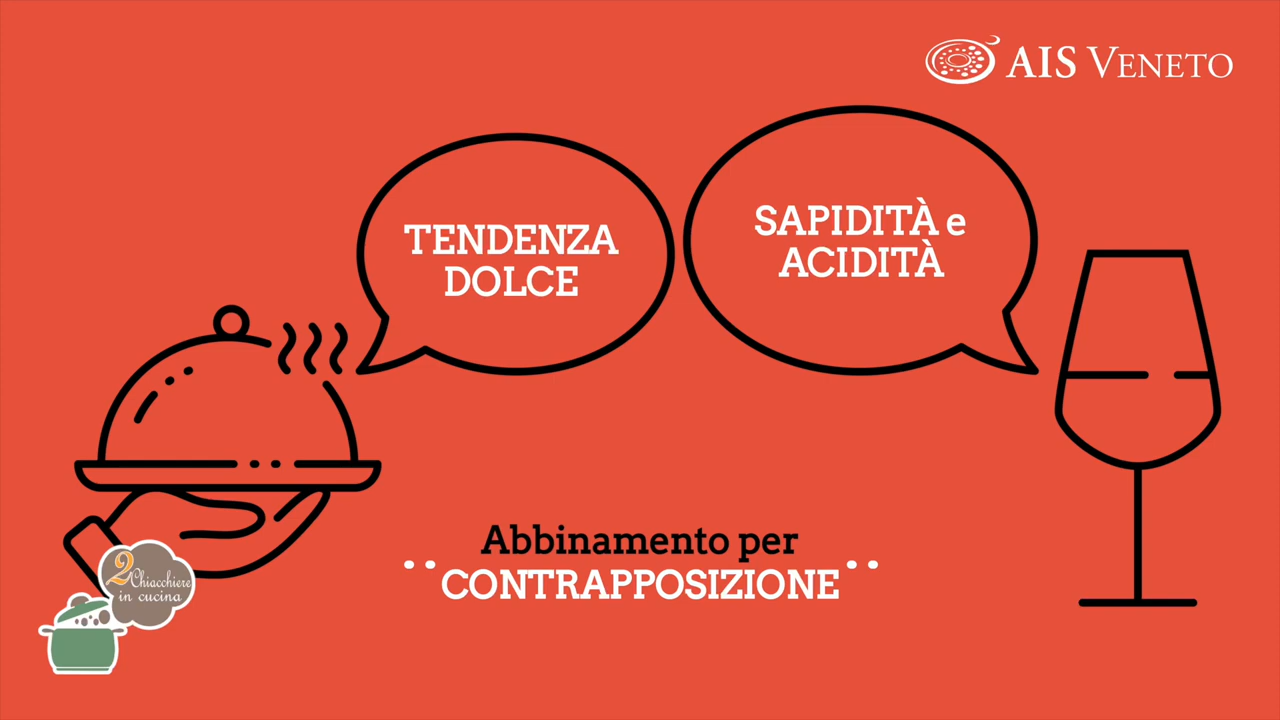 AIS VENETO
TENDENZA
DOLCE
SAPIDITÀ e
ACIDITÀ
Abbinamento per
CONTRAPPOSIZIONE
2
Chiacchiere
in cucina